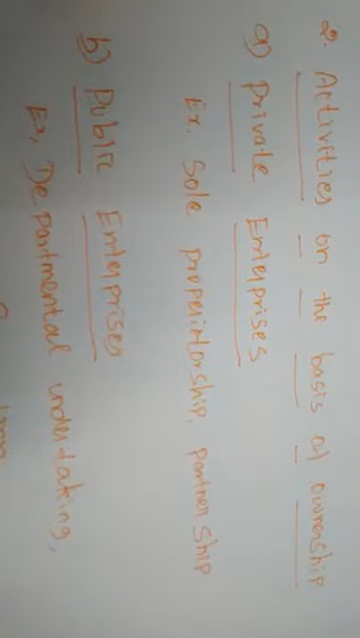 2. Activities on the basis of ownership
a) Private Enterprises
Ex. Sole proprietorship, partnership
b) Public Enterprises
Ex, Departmental undertaking,